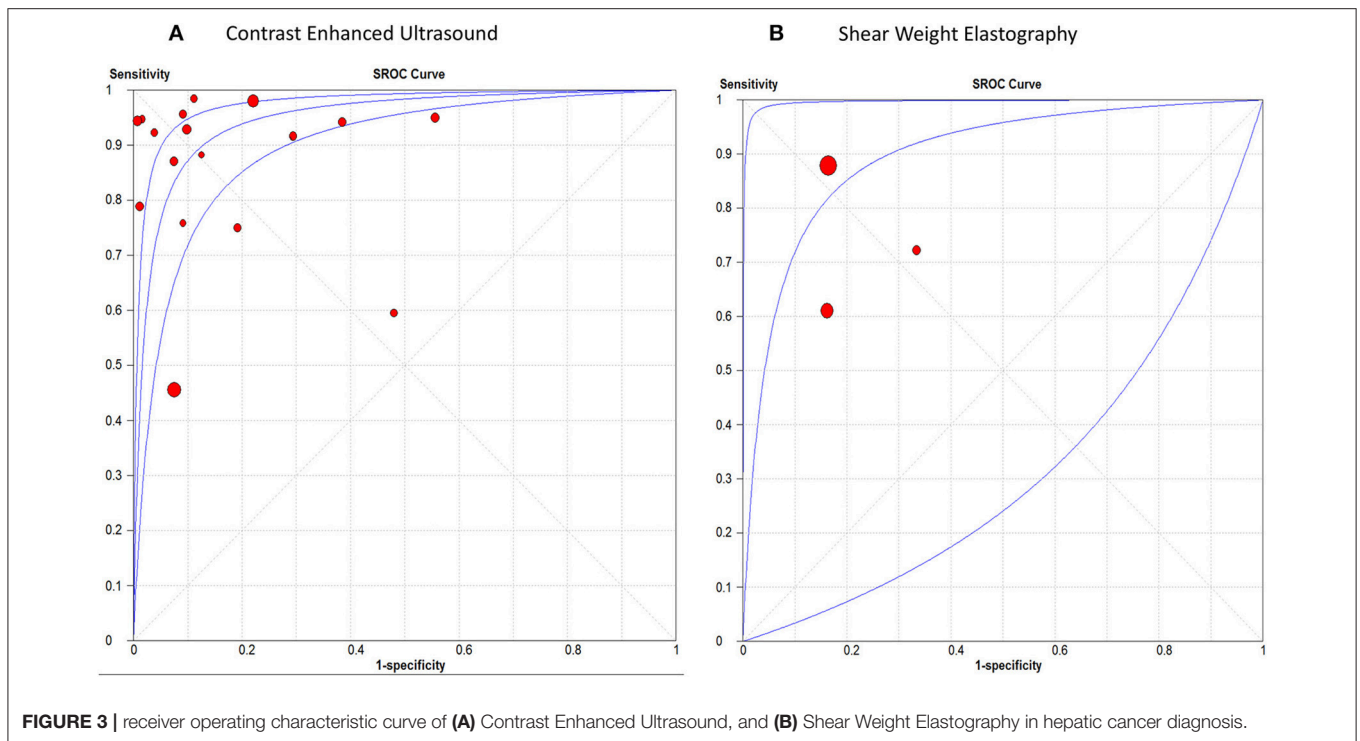 A Contrast Enhanced Ultrasound
Sensitivity
SROC Curve
1
0.9
0.8
0.7
0.6
0.5
0.4
0.3
0.2
0.1
0
0 0.2 0.4 0.6 0.8 1
1-specificity
B Shear Weight Elastography
Sensitivity
SROC Curve
1
0.9
0.8
0.7
0.6
0.5
0.4
0.3
0.2
0.1
0
0 0.2 0.4 0.6 0.8 1
1-specificity
FIGURE 3 | receiver operating characteristic curve of (A) Contrast Enhanced Ultrasound, and (B) Shear Weight Elastography in hepatic cancer diagnosis.